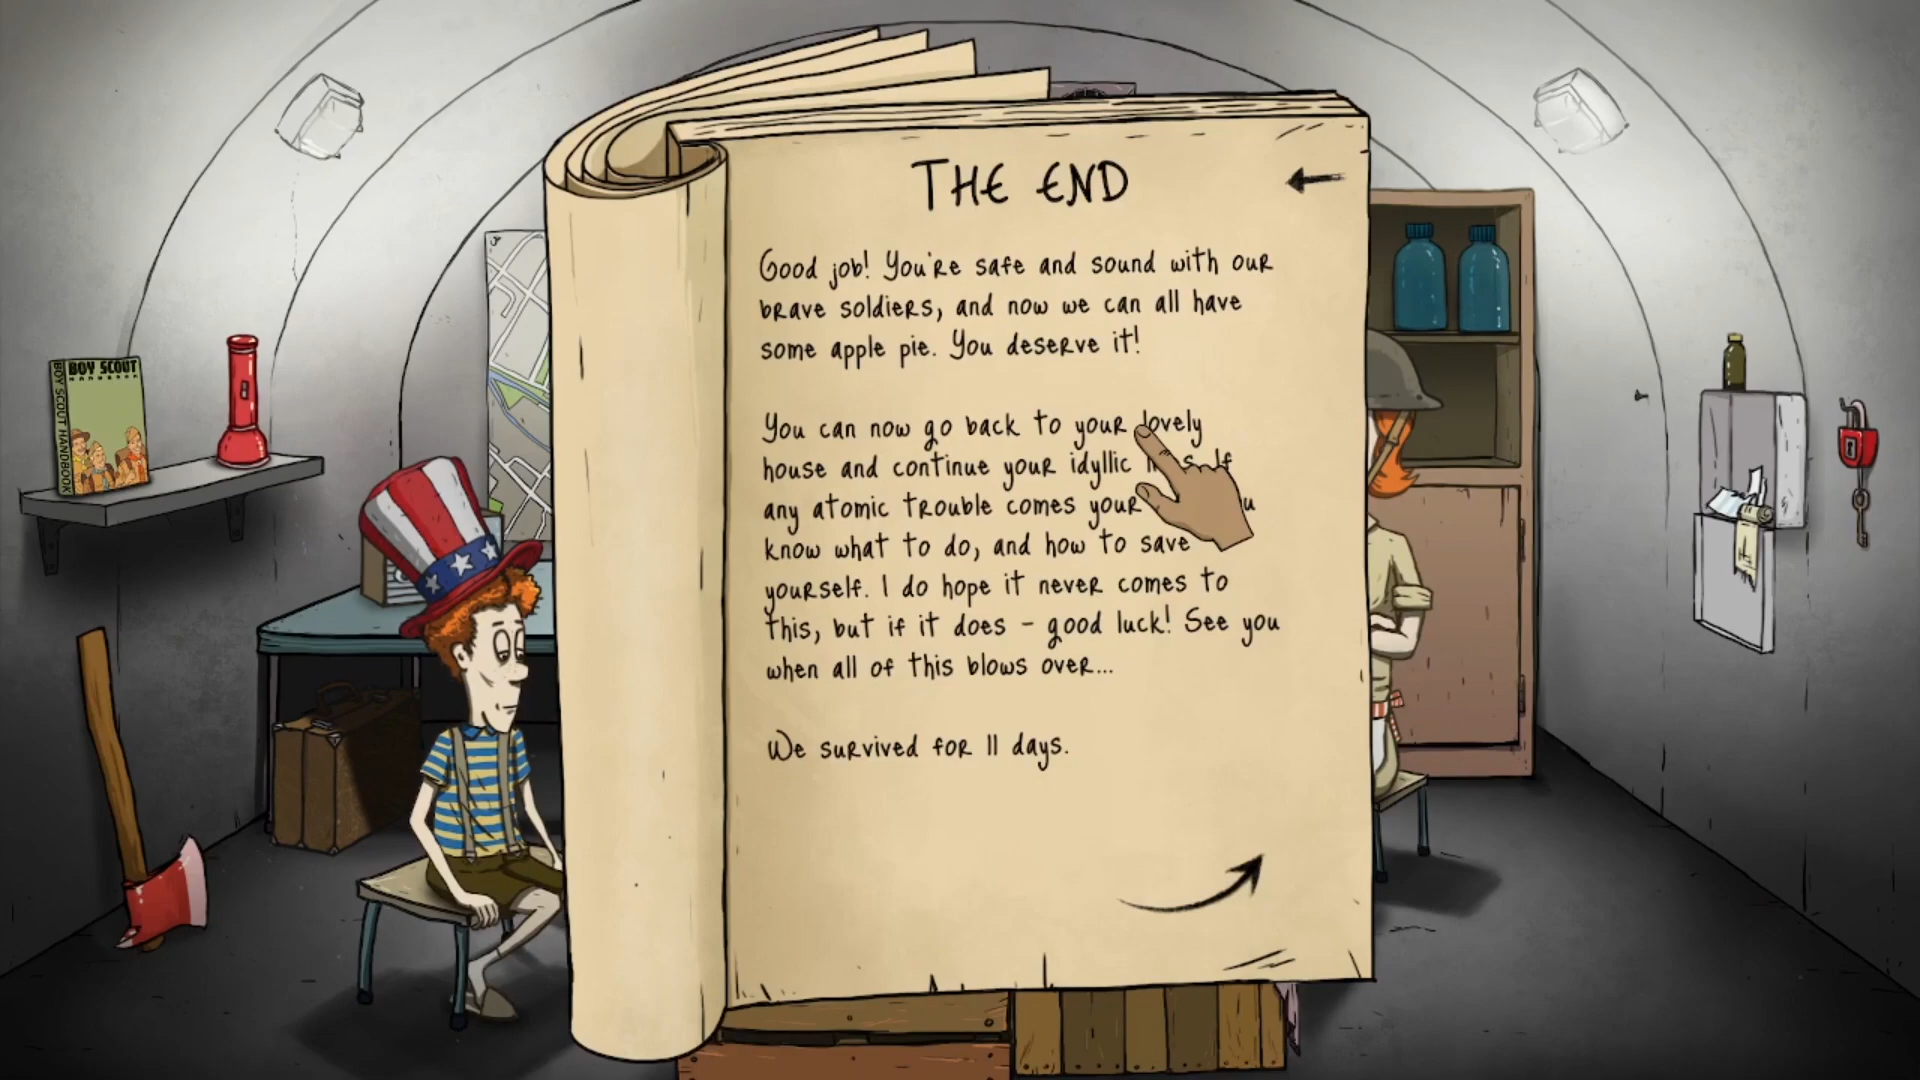 THE END
Good job! You're safe and sound with our
brave soldiers, and now we can all have
some apple pie. You deserve it!
You can now go back to your lovely
house and continue your idyllic
any atomic trouble comes your
know what to do, and how to save
yourself. I do hope it never comes to
this, but if it does - good luck! See you
when all of this blows over...
We survived for 11 days.
BOY SCOUT
HANDBOOK
BOY SCOUT HANDBOOK